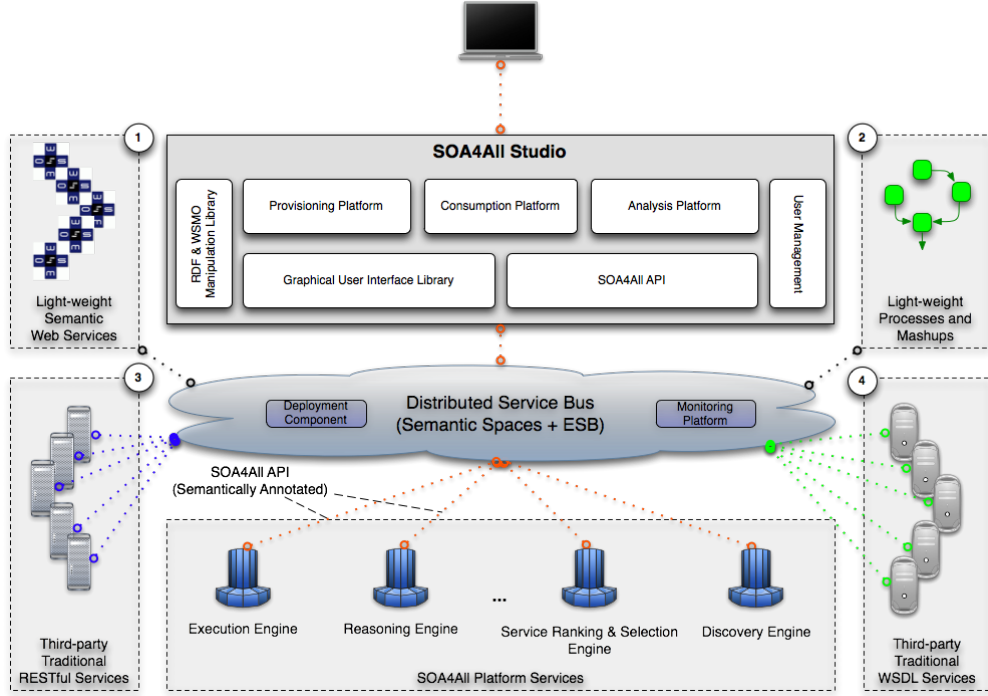 1
2
SOA4All Studio
RDF & WSMO
Manipulation Library
Provisioning Platform
Consumption Platform
Analysis Platform
User Management
Graphical User Interface Library
SOA4All API
Light-weight
Semantic
Web Services
Light-weight
Processes and
Mashups
3
4
Distributed Service Bus
(Semantic Spaces + ESB)
Deployment
Component
Monitoring
Platform
SOA4All API
(Semantically Annotated)
Execution Engine
Reasoning Engine
...
Service Ranking & Selection
Engine
Discovery Engine
SOA4All Platform Services
Third-party
Traditional
RESTful Services
Third-party
Traditional
WSDL Services